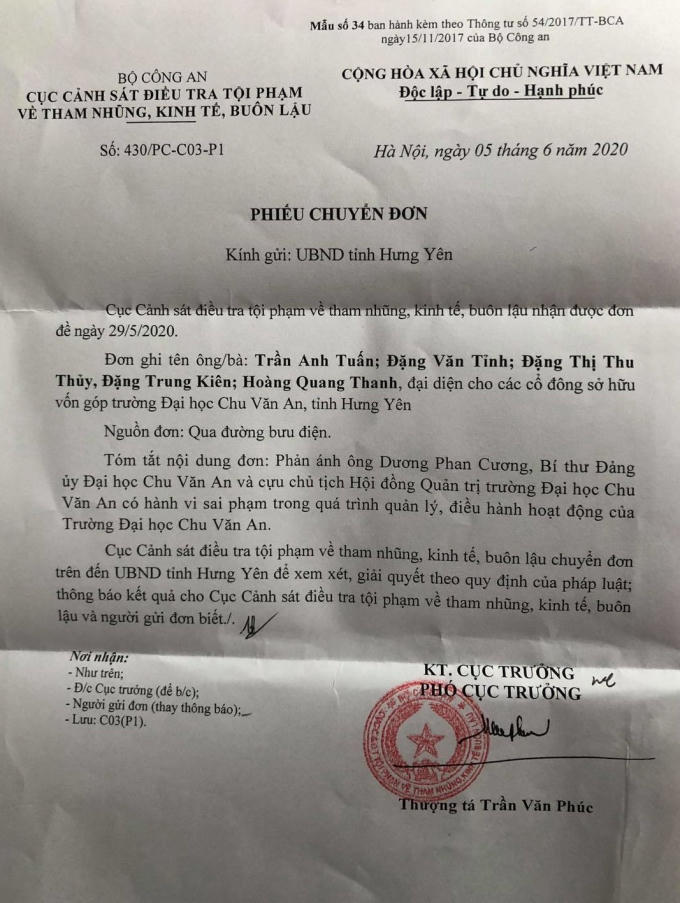 Mẫu số 34 ban hành kèm theo Thông tư số 54/2017/TT-BCA
ngày15/11/2017 của Bộ Công an
BỘ CÔNG AN
CỤC CẢNH SÁT ĐIỀU TRA TỘI PHẠM
VỀ THAM NHŨNG, KINH TẾ, BUÔN LẬU
Số: 430/PC-C03-P1
CỘNG HÒA XÃ HỘI CHỦ NGHĨA VIỆT NAM
Độc lập - Tự do - Hạnh phúc
Hà Nội, ngày 05 tháng 6 năm 2020
PHIẾU CHUYỂN ĐƠN
Kính gửi: UBND tỉnh Hưng Yên
Cục Cảnh sát điều tra tội phạm về tham nhũng, kinh tế, buôn lậu nhận được đơn
đề ngày 29/5/2020.
Đơn ghi tên ông/bà: Trần Anh Tuấn; Đặng Văn Tỉnh; Đặng Thị Thu
Thủy, Đặng Trung Kiên; Hoàng Quang Thanh, đại diện cho các cổ đông sở hữu
vốn góp trường Đại học Chu Văn An, tỉnh Hưng Yên
Nguồn đơn: Qua đường bưu điện.
Tóm tắt nội dung đơn: Phản ánh ông Dương Phan Cương, Bí thư Đảng
ủy Đại học Chu Văn An và cựu chủ tịch Hội đồng Quản trị trường Đại học Chu
Văn An có hành vi sai phạm trong quá trình quản lý, điều hành hoạt động của
Trường Đại học Chu Văn An.
Cục Cảnh sát điều tra tội phạm về tham nhũng, kinh tế, buôn lậu chuyển đơn
trên đến UBND tỉnh Hưng Yên để xem xét, giải quyết theo quy định của pháp luật;
thông báo kết quả cho Cục Cảnh sát điều tra tội phạm về tham nhũng, kinh tế, buôn
lậu và người gửi đơn biết./.
Nơi nhận:
- Như trên;
- Đ/c Cục trưởng (để b/c);
- Người gửi đơn (thay thông báo);
- Lưu: C03(P1).
KT. CỤC TRƯỞNG
PHÓ CỤC TRƯỞNG
Thượng tá Trần Văn Phúc